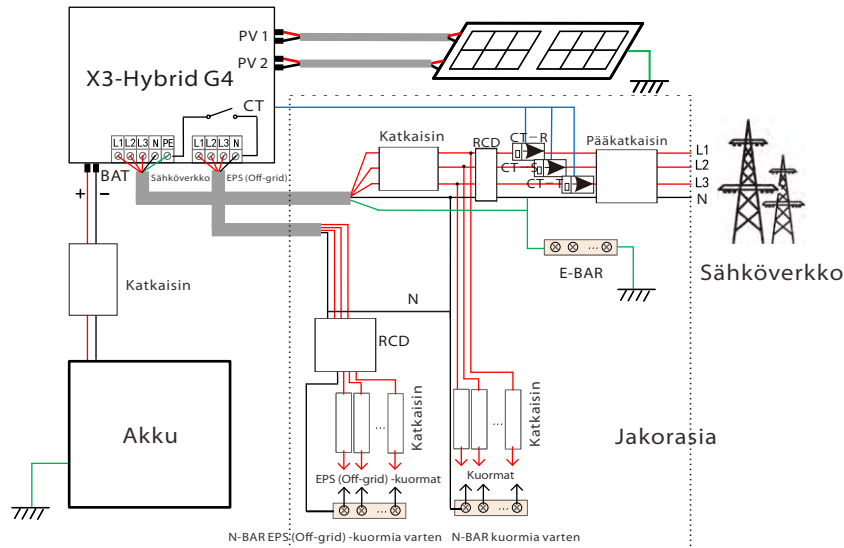 PV 1
X3-Hybrid G4
PV 2
CT
L1 L2 L3 N PE
L1 L2 L3 N
BAT
Sähköverkko
EPS (Off-grid)
+
−
Katkaisin
RCD
CT−R
CT−S
CT−T
Pääkatkaisin
L1
L2
L3
N
E-BAR
Sähköverkko
Katkaisin
N
RCD
Akku
...
Katkaisin
...
Katkaisin
Jakorasia
EPS (Off-grid) -kuormat
Kuormat
...
...
N-BAR EPS (Off-grid) -kuormia varten
N-BAR kuormia varten